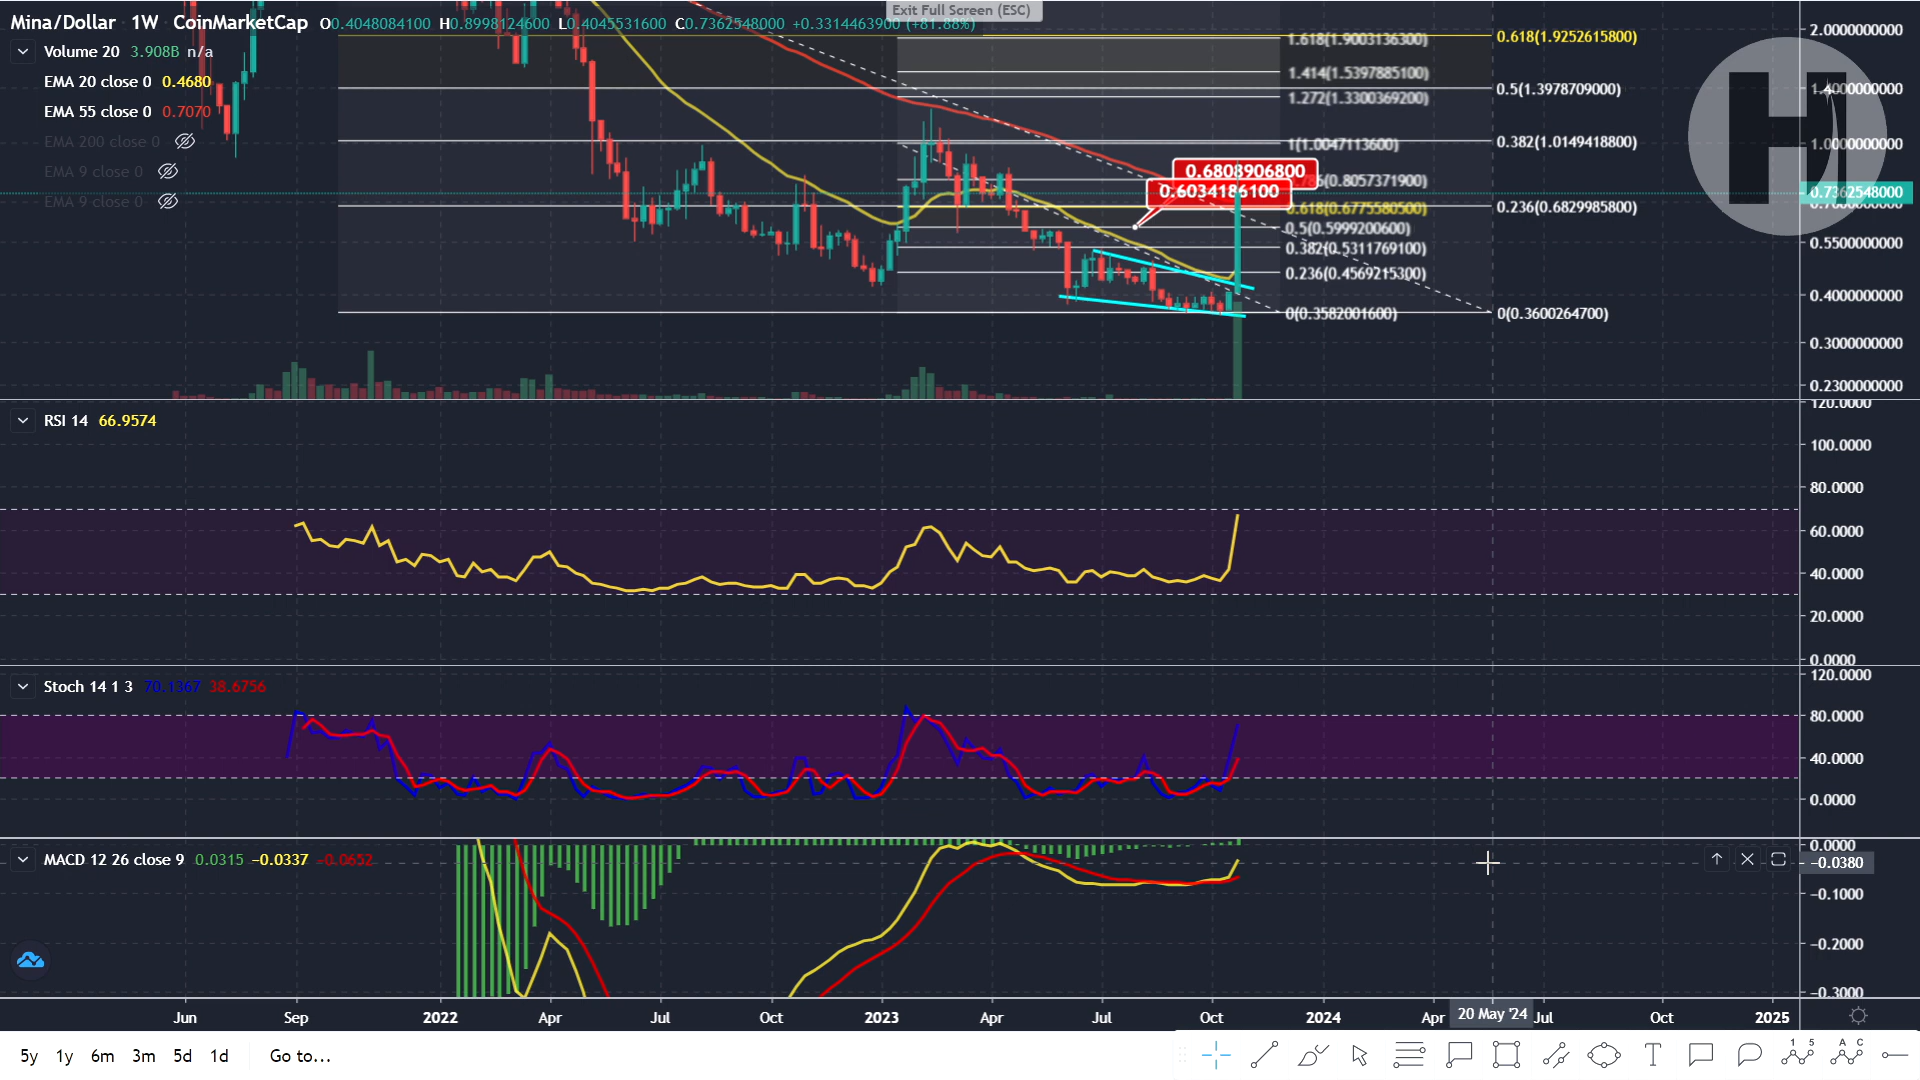 Mina/Dollar 1W CoinMarketCap O0.4048084100 H0.8998124600 L0.4045531600 C0.7362548000 +0.3314463900 (+81.88%)
Exit Full Screen (ESC)
Volume 20 3.908B n/a
EMA 20 close 0 0.4680
EMA 55 close 0 0.7070
EMA 200 close 0
EMA 9 close 0
EMA 9 close 0
1.618(1.9003136300)
1.414(1.5397885100)
1.272(1.3300369200)
1(1.0047113600)
0.6808906800
(0.8057371900)
0.6034186100
0.618(0.6775580500)
0.5(0.5999200600)
0.382(0.5311769100)
0.236(0.4569215300)
0(0.3582001600)
0.618(1.9252615800)
0.5(1.3978709000)
0.382(1.0149418800)
0.236(0.6829985800)
0(0.3600264700)
2.0000000000
1.4000000000
1.0000000000
0.7362548000
0.5500000000
0.4000000000
0.3000000000
0.2300000000
H
RSI 14 66.9574
120.0000
100.0000
80.0000
60.0000
40.0000
20.0000
0.0000
Stoch 14 1 3 70.1367 38.6756
120.0000
80.0000
40.0000
0.0000
MACD 12 26 close 9 0.0315 −0.0337 −0.0652
0.0000
−0.0380
−0.1000
−0.2000
−0.3000
Jun Sep 2022 Apr Jul Oct 2023 Apr Jul Oct 2024 Apr 20 May '24 Jul Oct 2025
5y 1y 6m 3m 5d 1d Go to...